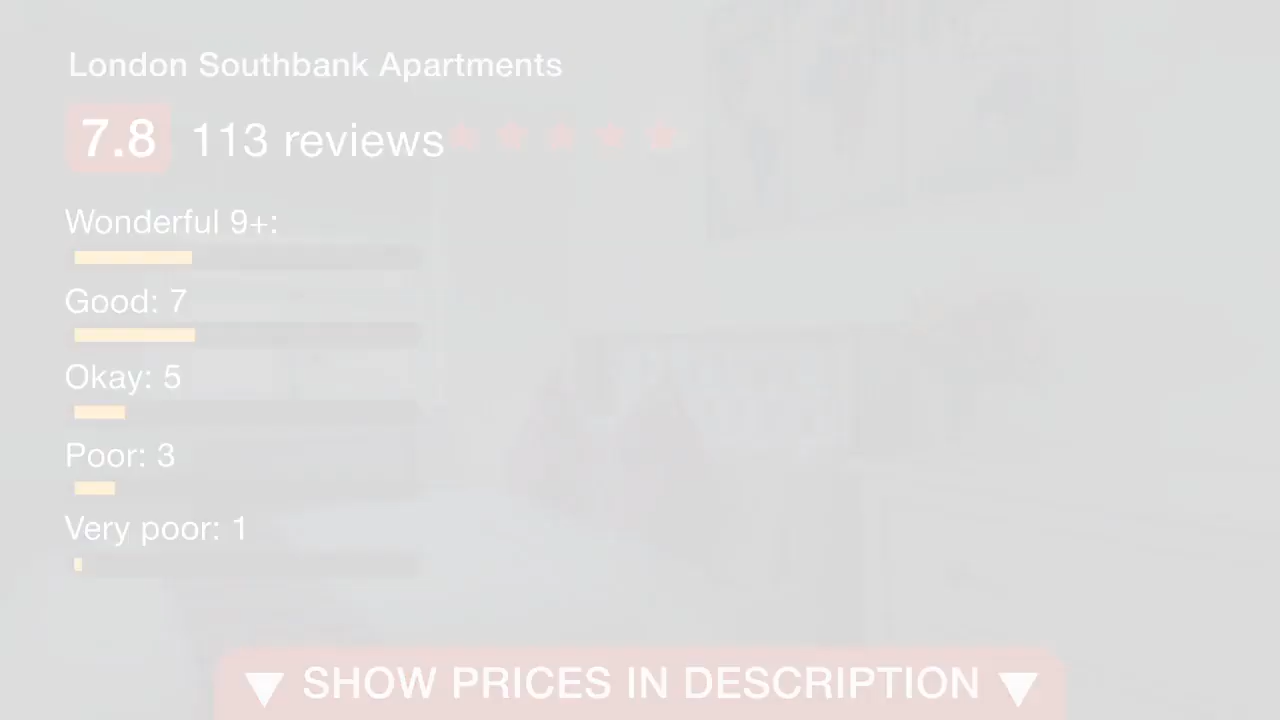 London Southbank Apartments
7.8 113 reviews
Wonderful 9+:
Good: 7
Okay: 5
Poor: 3
Very poor: 1
SHOW PRICES IN DESCRIPTION